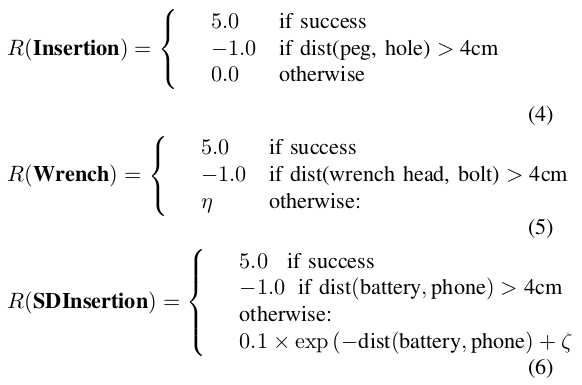 R(Insertion) = { 5.0 if success
−1.0 if dist(peg, hole) > 4cm
0.0 otherwise
(4)
R(Wrench) = { 5.0 if success
−1.0 if dist(wrench head, bolt) > 4cm
η otherwise:
(5)
R(SDInsertion) = { 5.0 if success
−1.0 if dist(battery, phone) > 4cm
otherwise:
0.1 × exp (−dist(battery, phone) + ζ
(6)